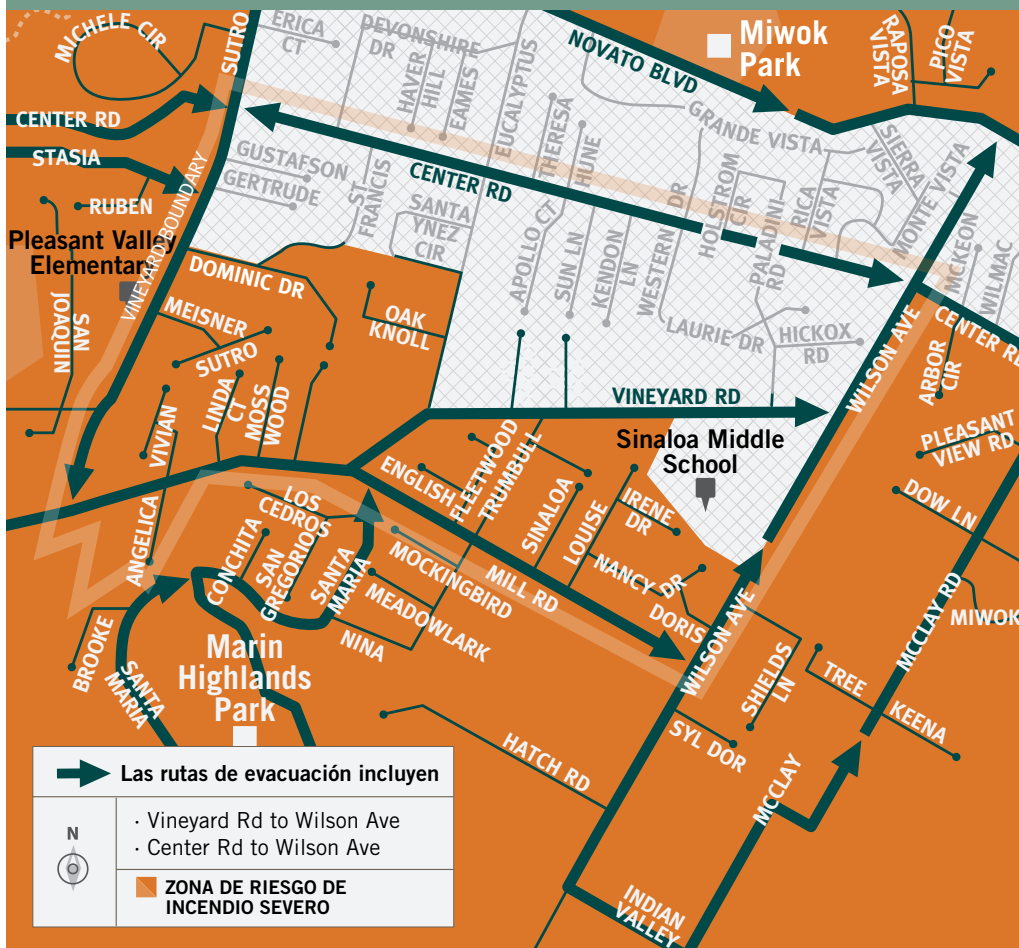 MICHELE CIR
SUTRO
ERICA
CT
DEVONSHIRE
DR
HAVER
HILL
EAMES
EUCALYPTUS
NOVATO BLVD
Miwok
Park
RAPOSA
VISTA
PICO
VISTA
CENTER RD
STASIA
RUBEN
GUSTAFSON
GERTRUDE
ST
FRANCIS
CENTER RD
THERESA
HUNE
GRANDE VISTA
SIERRA
VISTA
MONTE VISTA
Pleasant Valley
Elementary
VINEYARD BOUNDARY
SANTA
YNEZ
CIR
APOLLO CT
SUN LN
KENDON
LN
WESTERN DR
HOLSTROM
CIR
PALADINI
RD
ERICA
VISTA
MCKEON
WILMAC
DOMINIC DR
OAK
KNOLL
SAN
JOAQUIN
MEISNER
SUTRO
LAURIE DR
HICKOX
RD
WILSON AVE
CENTER RD
ARBOR
CIR
VIVIAN
LINDA
CT
MOSS
WOOD
VINEYARD RD
Sinaloa Middle
School
PLEASANT
VIEW RD
ENGLISH
FLEETWOOD
TRUMBULL
SINALOA
LOUISE
IRENE
DR
DOW LN
ANGELICA
LOS
CEDROS
CONCHITA
SAN
GREGORIO
SANTA
MARIA
MOCKINGBIRD
MILL RD
NANCY DR
DORIS
WILSON AVE
MCCLAY RD
MIWOK
MEADOWLARK
NINA
BROOKE
SANTA
MARIA
Marin
Highlands
Park
SHIELDS
LN
TREE
KEENA
SYL DOR
HATCH RD
MCCLAY
INDIAN
VALLEY
Las rutas de evacuación incluyen
N
· Vineyard Rd to Wilson Ave
· Center Rd to Wilson Ave
ZONA DE RIESGO DE
INCENDIO SEVERO